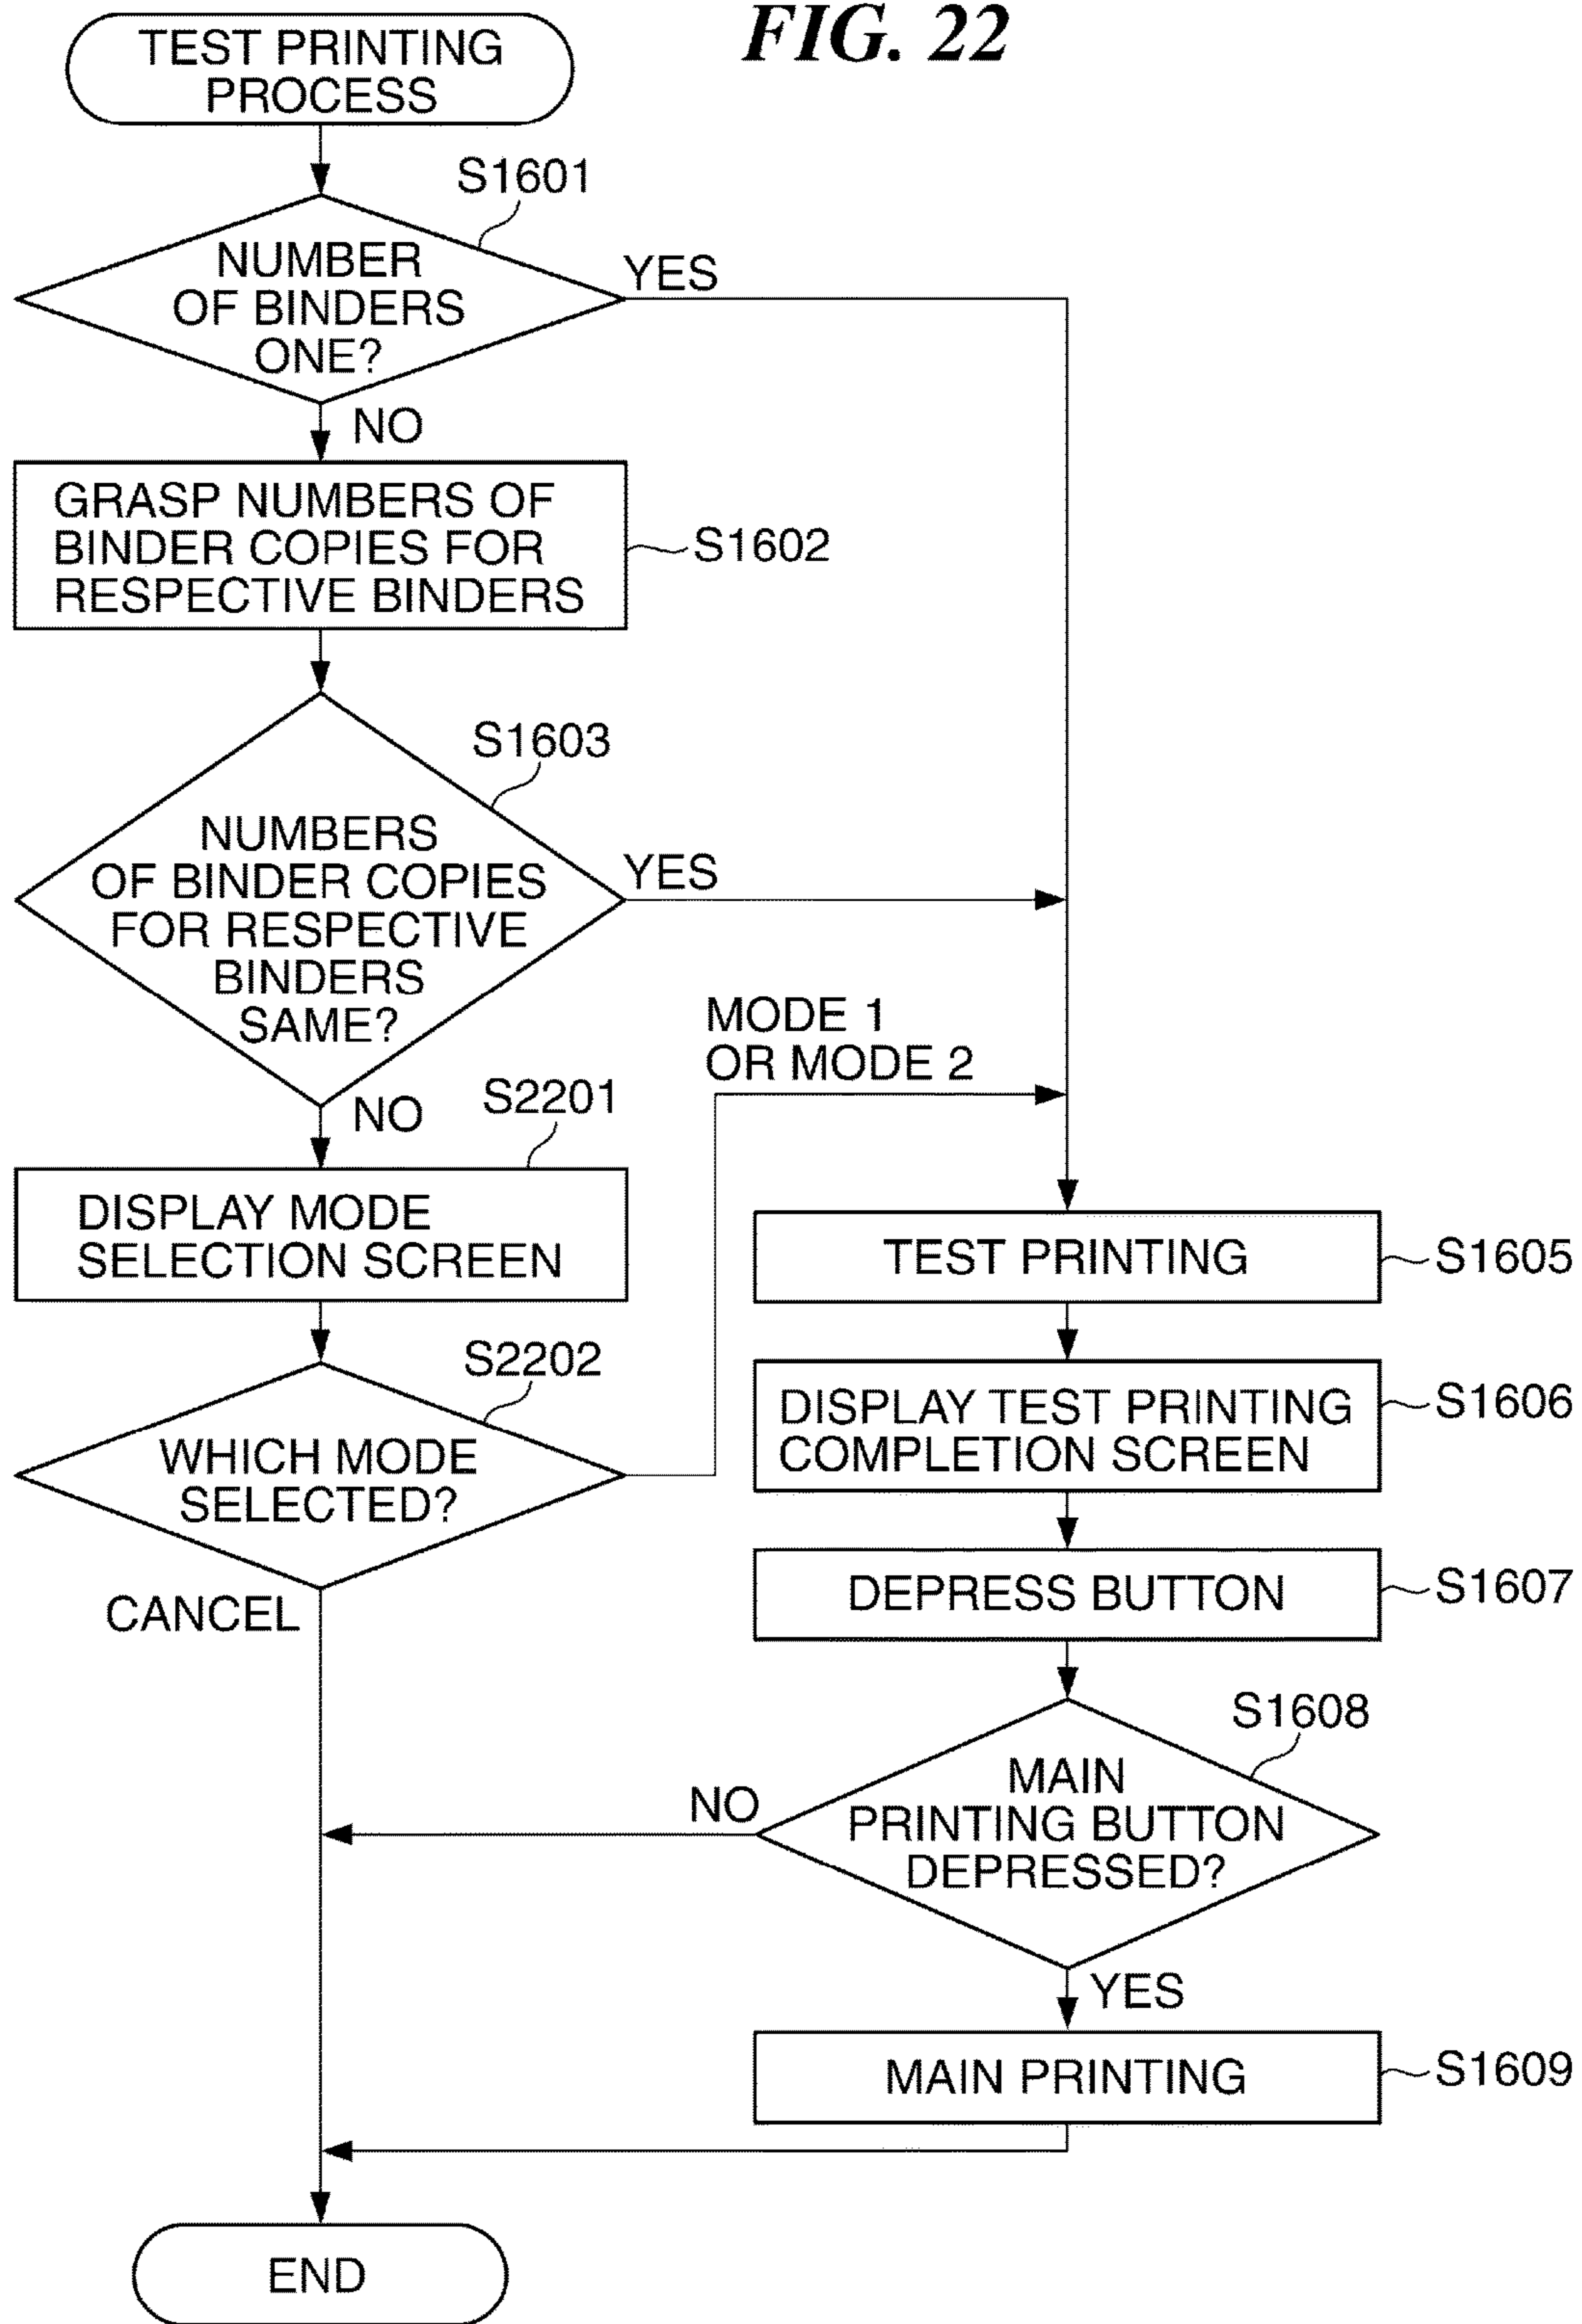 FIG. 22
TEST PRINTING
PROCESS
S1601
NUMBER
OF BINDERS
ONE?
YES
NO
GRASP NUMBERS OF
BINDER COPIES FOR
RESPECTIVE BINDERS
S1602
S1603
NUMBERS
OF BINDER COPIES
FOR RESPECTIVE
BINDERS
SAME?
YES
NO
MODE 1
OR MODE 2
S2201
DISPLAY MODE
SELECTION SCREEN
S2202
WHICH MODE
SELECTED?
CANCEL
TEST PRINTING
S1605
DISPLAY TEST PRINTING
COMPLETION SCREEN
S1606
DEPRESS BUTTON
S1607
S1608
MAIN
PRINTING BUTTON
DEPRESSED?
NO
YES
MAIN PRINTING
S1609
END